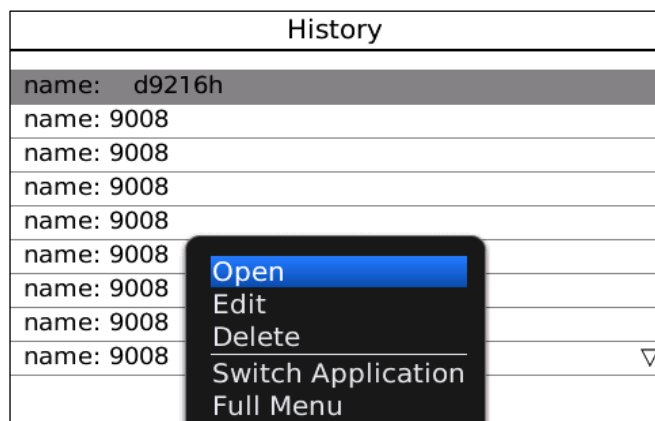 History
name: d9216h
name: 9008
name: 9008
name: 9008
name: 9008
name: 9008
name: 9008
name: 9008
name: 9008
Open
Edit
Delete
Switch Application
Full Menu